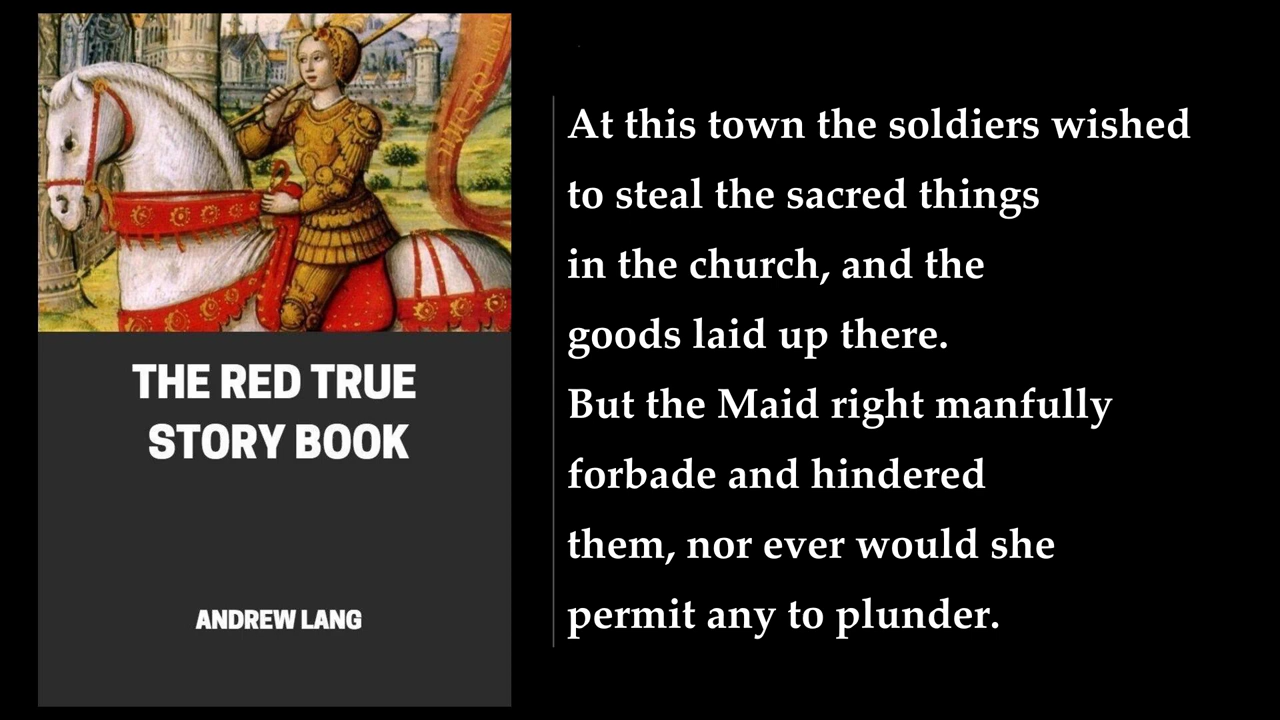 THE RED TRUE
STORY BOOK
ANDREW LANG
At this town the soldiers wished
to steal the sacred things
in the church, and the
goods laid up there.
But the Maid right manfully
forbade and hindered
them, nor ever would she
permit any to plunder.